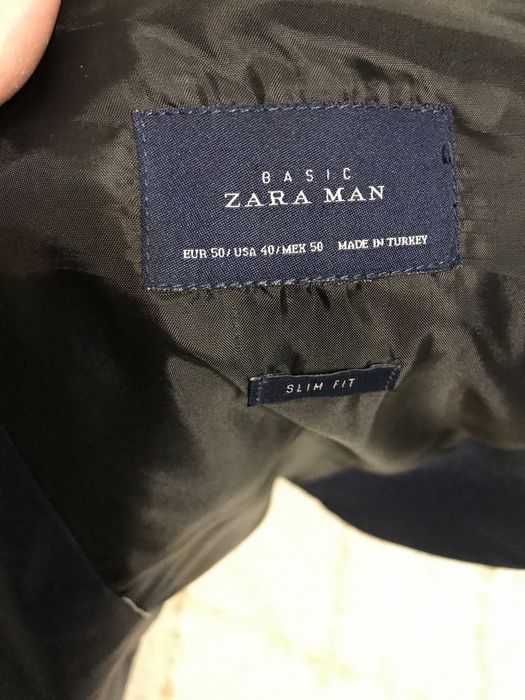 BASIC
ZARA MAN
EUR 50/USA 40/MEX 50 MADE IN TURKEY
SLIM FIT